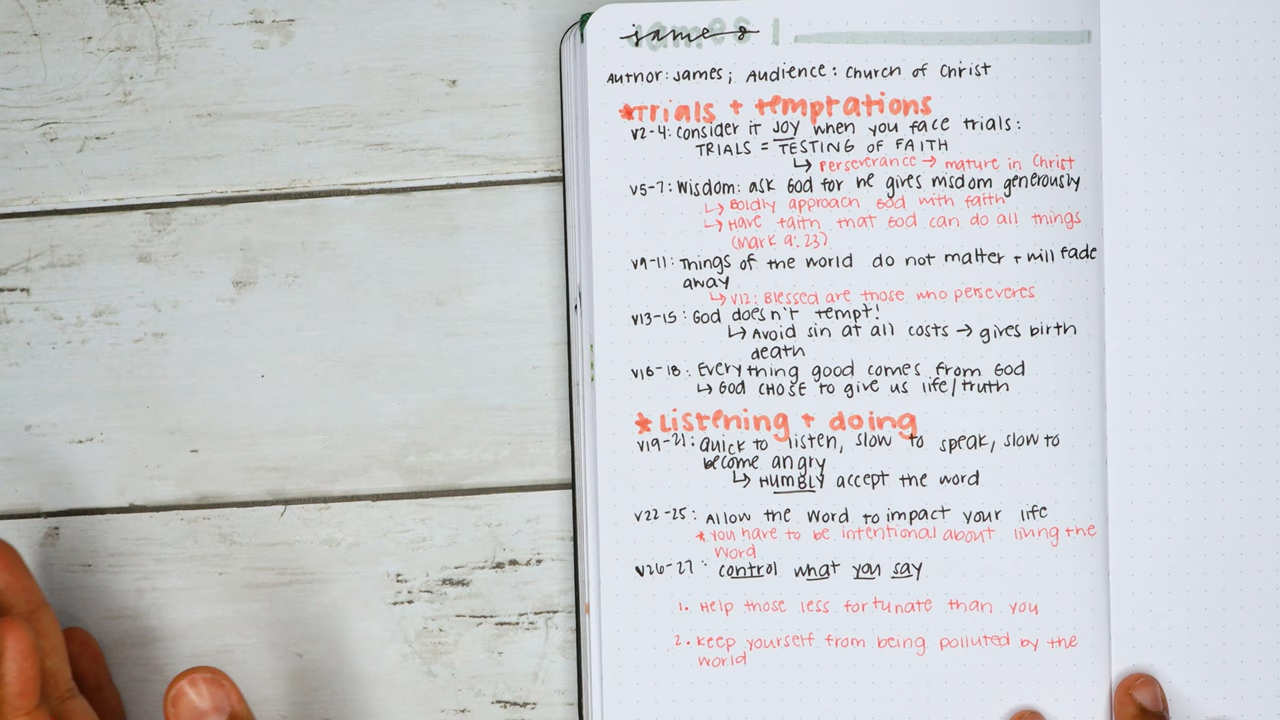 james 1
Author: James; Audience: Church of Christ
*Trials + temptations
v2-4: Consider it JOY when you face trials:
TRIALS = TESTING OF FAITH
↳ perseverance → mature in Christ
v5-7: Wisdom: ask God for he gives wisdom generously
↳ Boldly approach God with faith
↳ Have faith that God can do all things
(Mark 9:23)
v9-11: Things of the world do not matter + will fade
away
↳ v12: Blessed are those who perseveres
v13-15: God doesn't tempt!
↳ Avoid sin at all costs → gives birth
death
v16-18: Everything good comes from God
↳ God CHOSE to give us life/truth
*Listening + doing
v19-21: Quick to listen, slow to speak, slow to
become angry
↳ HUMBLY accept the word
v22-25: Allow the Word to impact your life
*You have to be intentional about living the
Word
v26-27: control what you say
1. Help those less fortunate than you
2. Keep yourself from being polluted by the
world